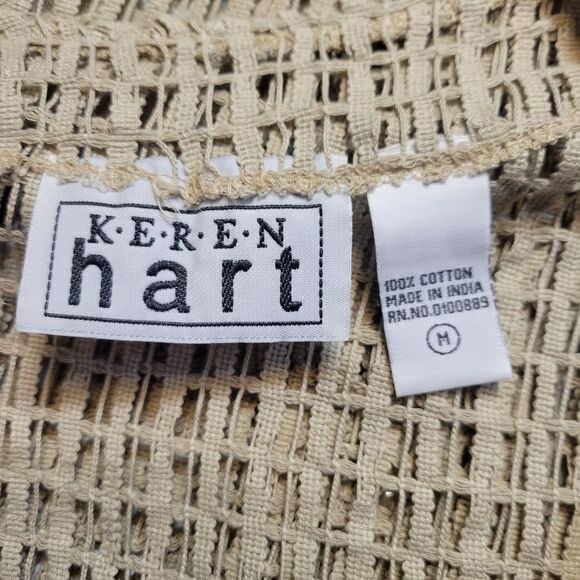 K·E·R·E·N
hart
100% COTTON
MADE IN INDIA
RN.NO.0100889
M